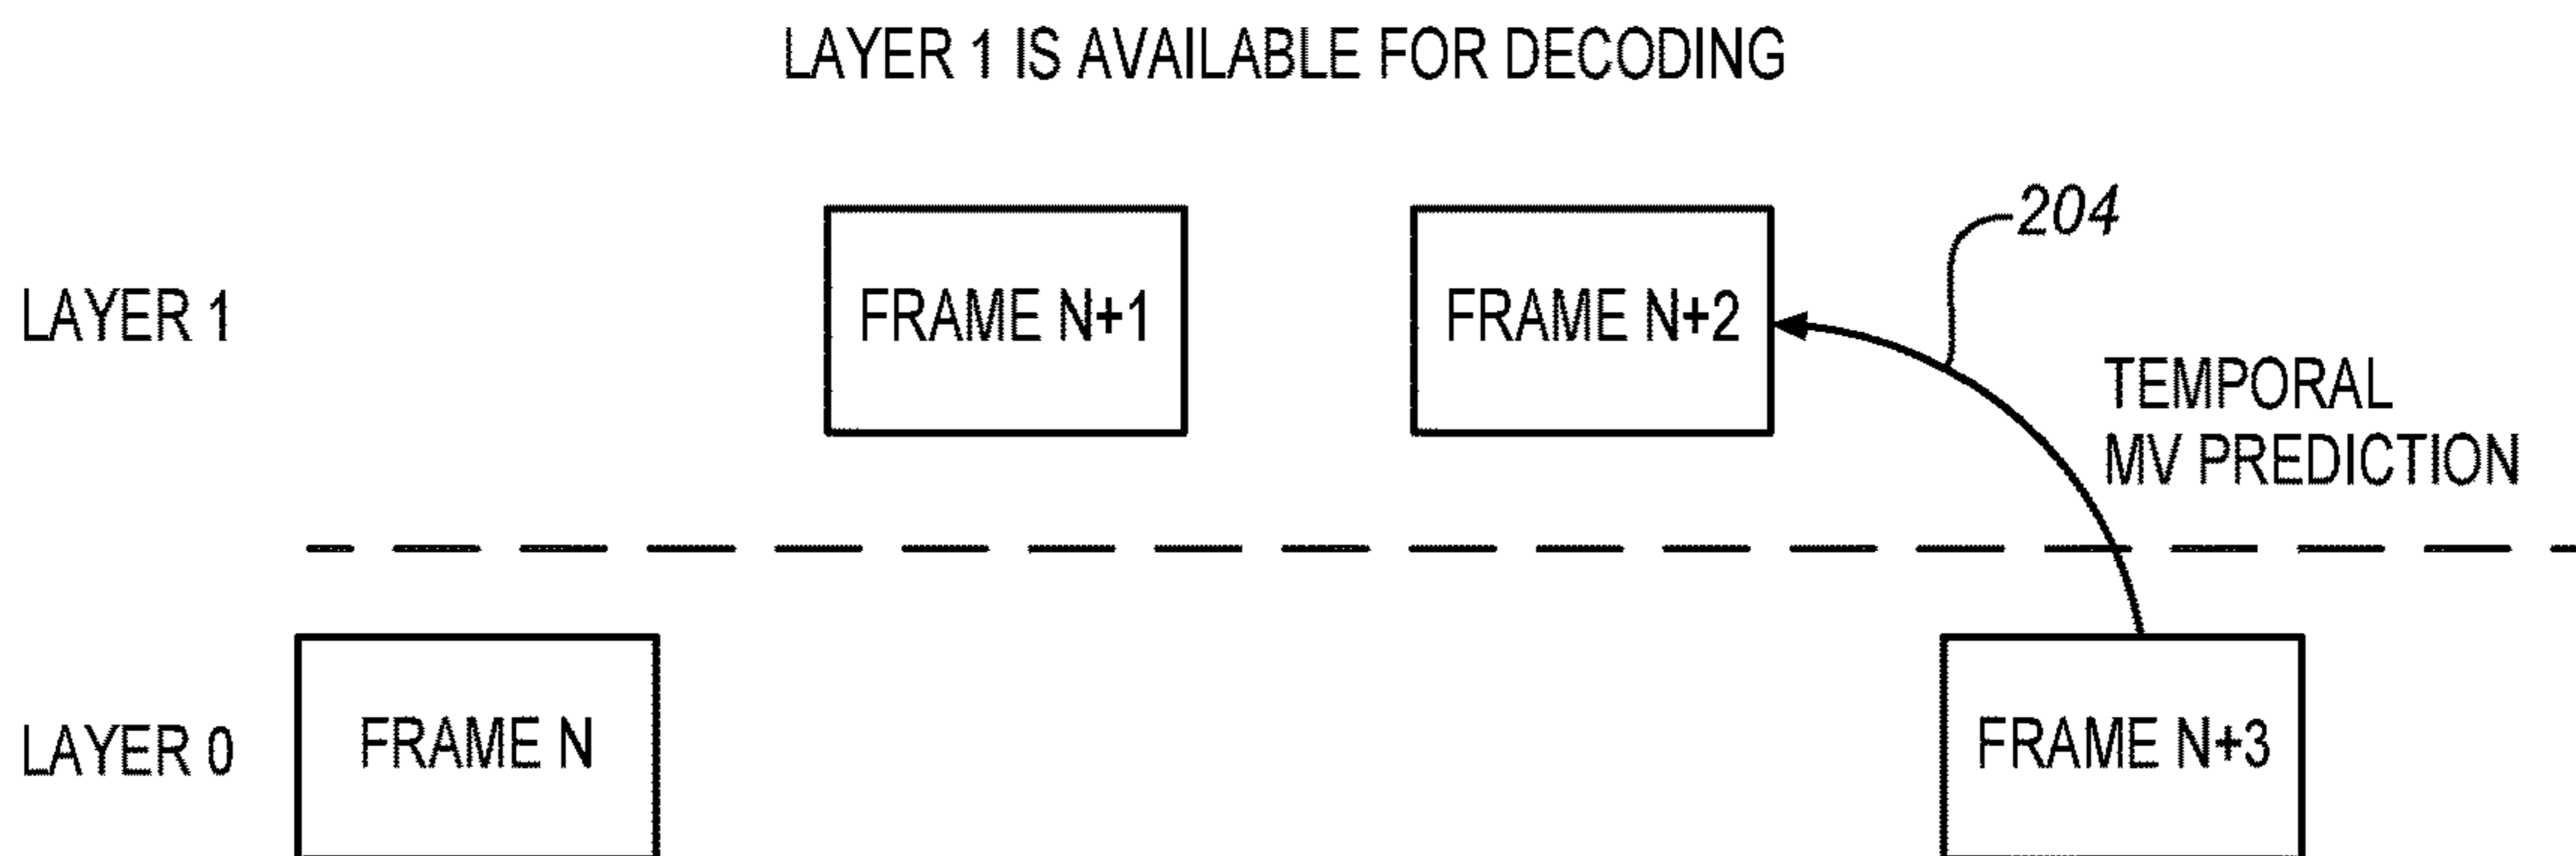 LAYER 1 IS AVAILABLE FOR DECODING
204
LAYER 1
FRAME N+1
FRAME N+2
TEMPORAL
MV PREDICTION
LAYER 0
FRAME N
FRAME N+3